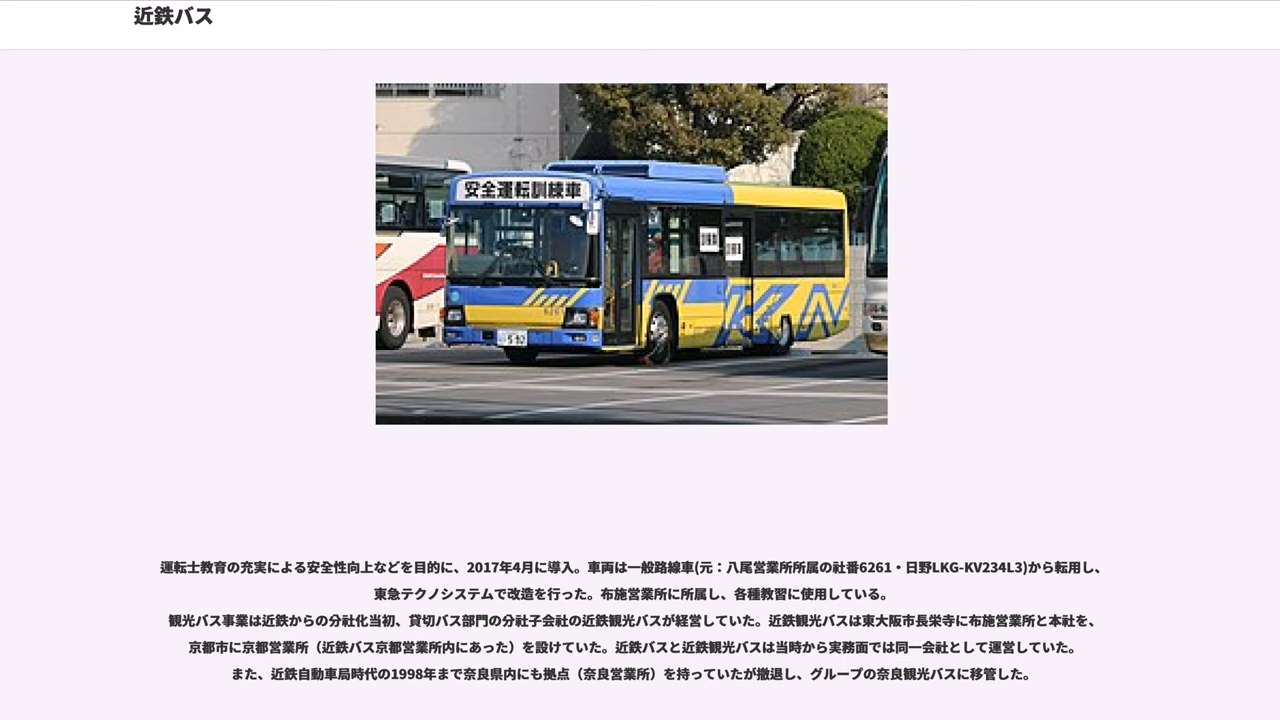 近鉄バス
安全運転訓練車
6261
5 92
運転士教育の充実による安全性向上などを目的に、2017年4月に導入。車両は一般路線車(元：八尾営業所所属の社番6261・日野LKG-KV234L3)から転用し、
東急テクノシステムで改造を行った。布施営業所に所属し、各種教習に使用している。
観光バス事業は近鉄からの分社化当初、貸切バス部門の分社子会社の近鉄観光バスが経営していた。近鉄観光バスは東大阪市長栄寺に布施営業所と本社を、
京都市に京都営業所（近鉄バス京都営業所内にあった）を設けていた。近鉄バスと近鉄観光バスは当時から実務面では同一会社として運営していた。
また、近鉄自動車局時代の1998年まで奈良県内にも拠点（奈良営業所）を持っていたが撤退し、グループの奈良観光バスに移管した。